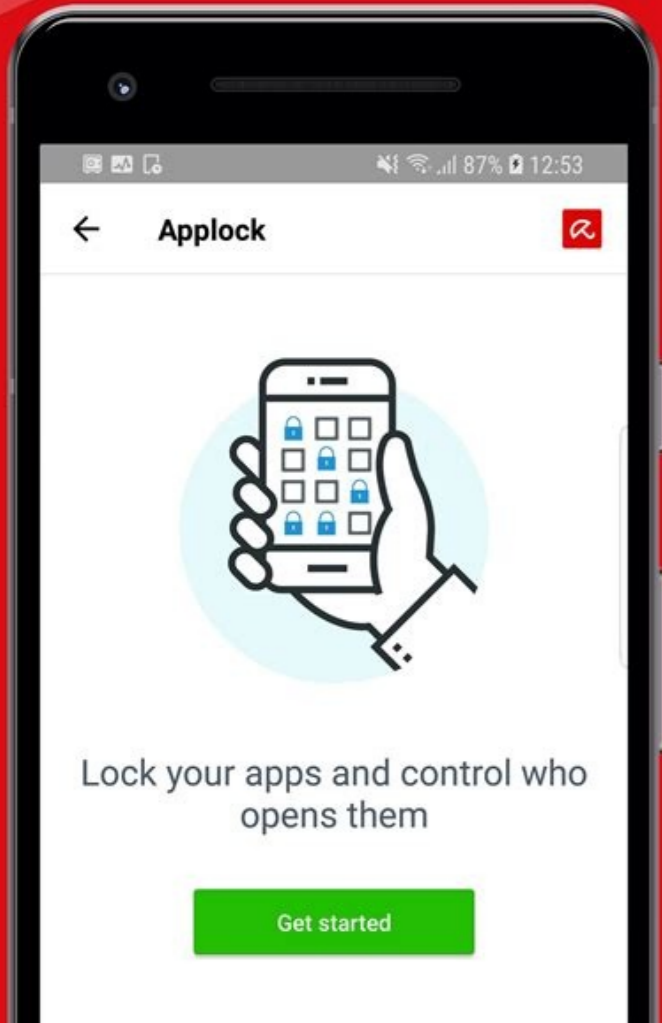 87% 12:53
Applock
Lock your apps and control who
opens them
Get started